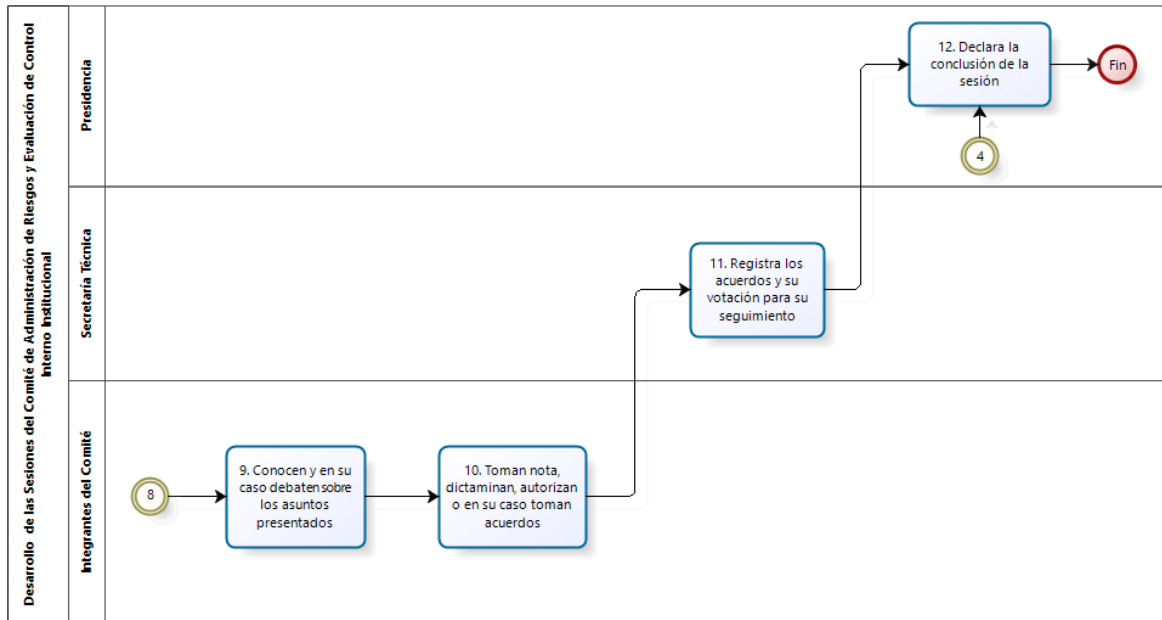 Desarrollo de las Sesiones del Comité de Administración de Riesgos y Evaluación de Control
Interno Institucional
Presidencia
12. Declara la
conclusión de la
sesión
Fin
4
Secretaría Técnica
11. Registra los
acuerdos y su
votación para su
seguimiento
Integrantes del Comité
8
9. Conocen y en su
caso debaten sobre
los asuntos
presentados
10. Toman nota,
dictaminan, autorizan
o en su caso toman
acuerdos